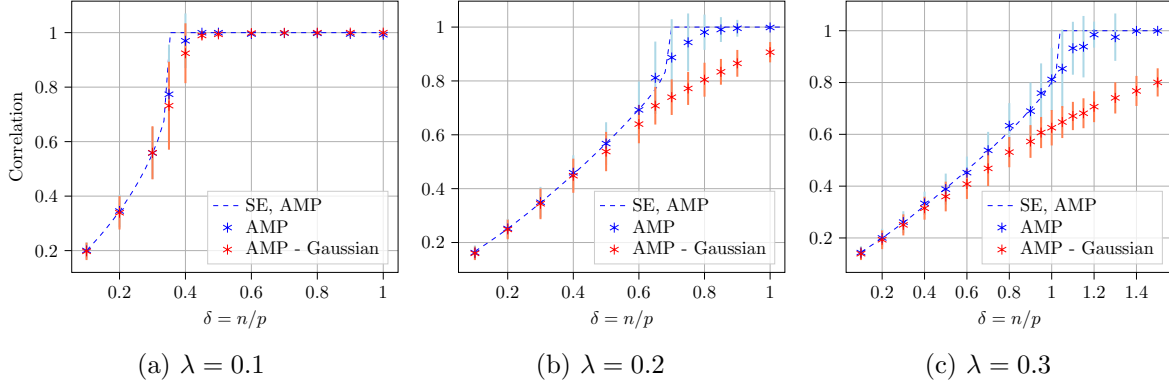 Correlation
1
0.8
0.6
0.4
0.2
0.2 0.4 0.6 0.8 1
δ = n/p
SE, AMP
AMP
AMP - Gaussian
(a) λ = 0.1
1
0.8
0.6
0.4
0.2
0.2 0.4 0.6 0.8 1
δ = n/p
SE, AMP
AMP
AMP - Gaussian
(b) λ = 0.2
1
0.8
0.6
0.4
0.2
0.2 0.4 0.6 0.8 1 1.2 1.4
δ = n/p
SE, AMP
AMP
AMP - Gaussian
(c) λ = 0.3